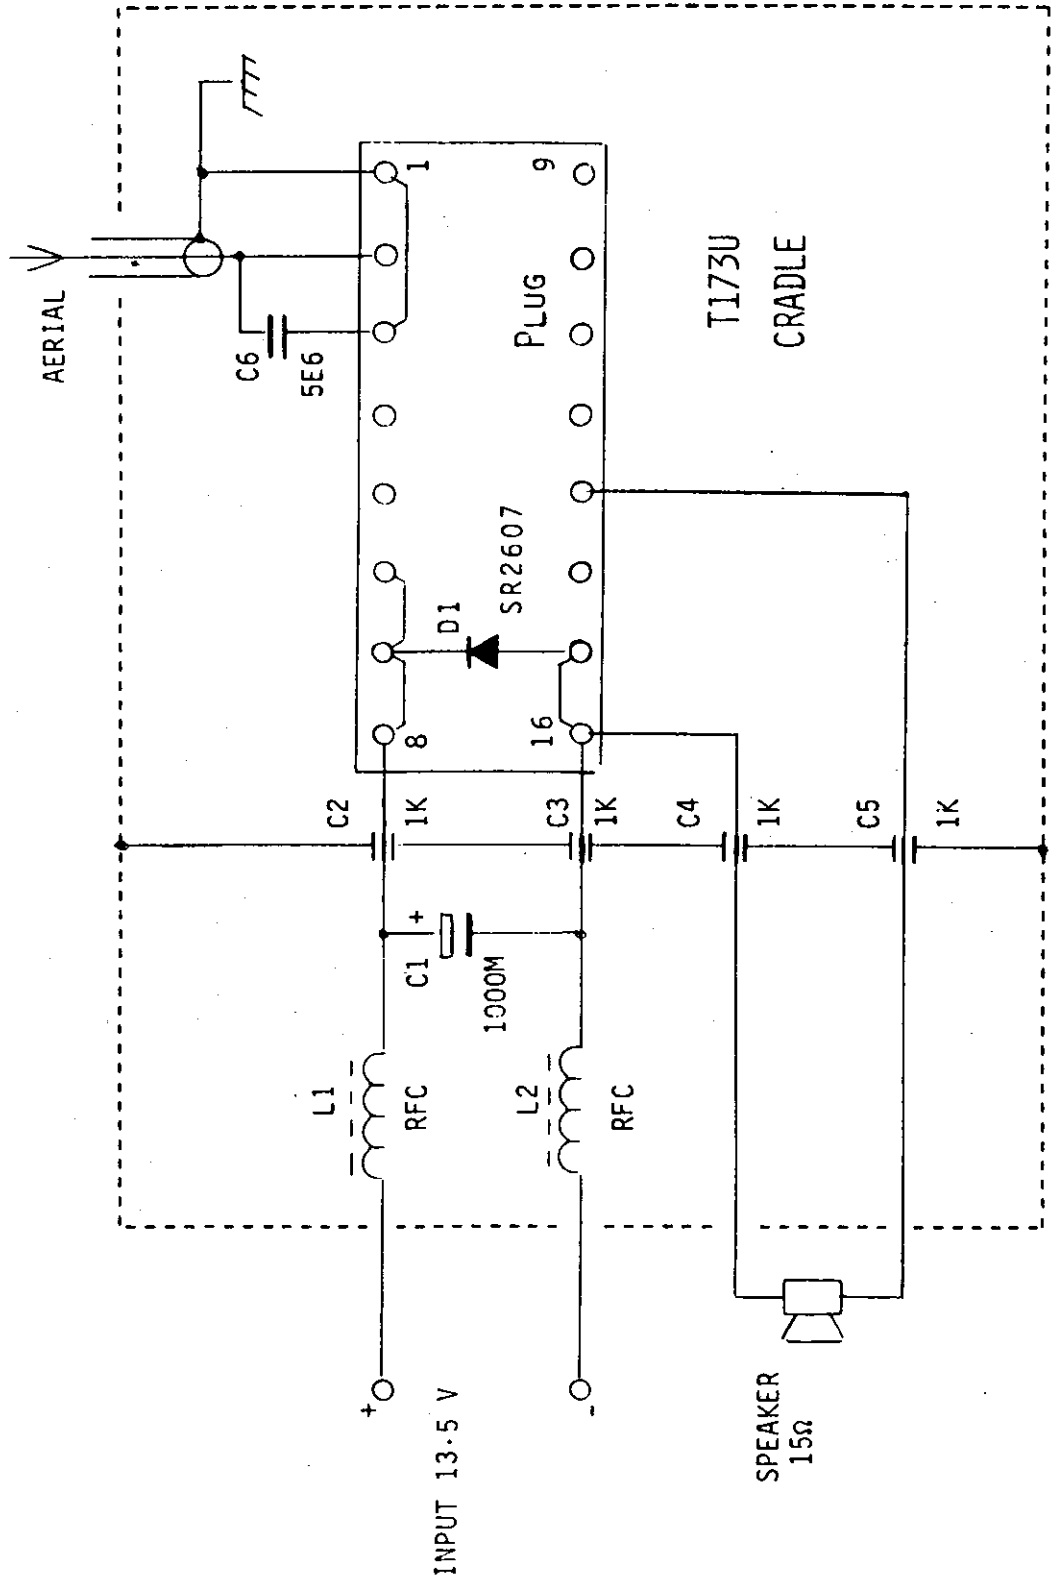 AERIAL
C6
5E6
1
9
PLUG
T173U
CRADLE
D1
SR2607
8
16
C2
1K
C3
1K
C4
1K
C5
1K
C1
+
1000M
L1
RFC
L2
RFC
+
INPUT 13.5 V
-
SPEAKER
15Ω